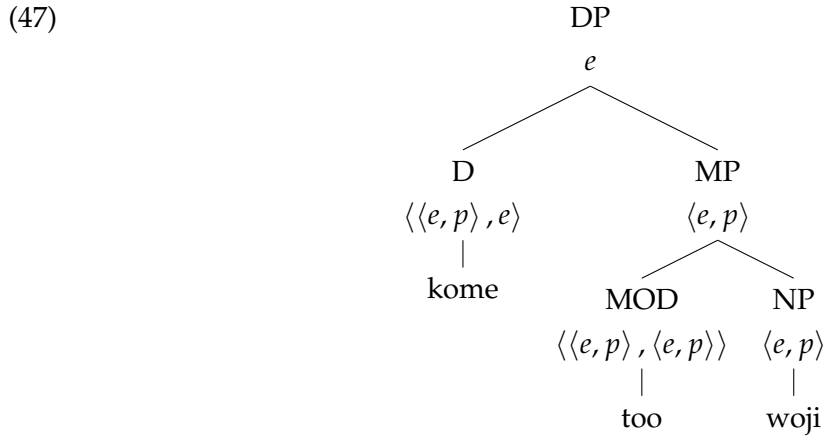 (47) DP
e
D MP
⟨⟨e, p⟩ , e⟩ ⟨e, p⟩
kome MOD NP
⟨⟨e, p⟩ , ⟨e, p⟩⟩ ⟨e, p⟩
too woji